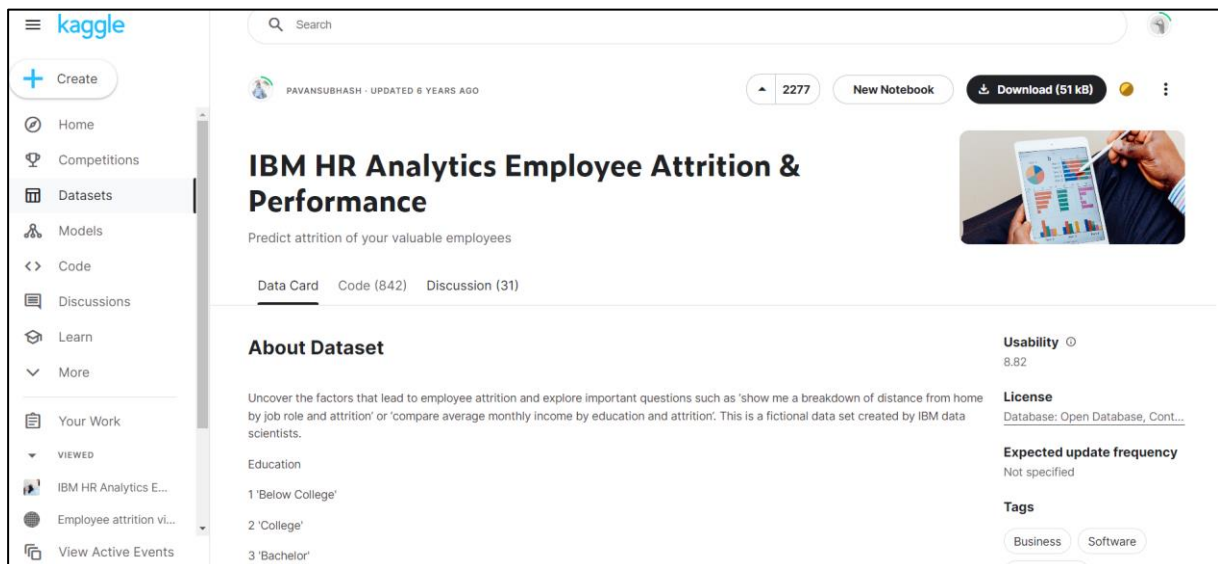 kaggle
Search
Create
Home
Competitions
Datasets
Models
Code
Discussions
Learn
More
Your Work
VIEWED
IBM HR Analytics E...
Employee attrition vi...
View Active Events
PAVANSUBHASH · UPDATED 6 YEARS AGO
2277
New Notebook
Download (51 kB)
IBM HR Analytics Employee Attrition &
Performance
Predict attrition of your valuable employees
Data Card
Code (842)
Discussion (31)
About Dataset
Uncover the factors that lead to employee attrition and explore important questions such as 'show me a breakdown of distance from home
by job role and attrition' or 'compare average monthly income by education and attrition'. This is a fictional data set created by IBM data
scientists.
Education
1 'Below College'
2 'College'
3 'Bachelor'
Usability
8.82
License
Database: Open Database, Cont...
Expected update frequency
Not specified
Tags
Business
Software